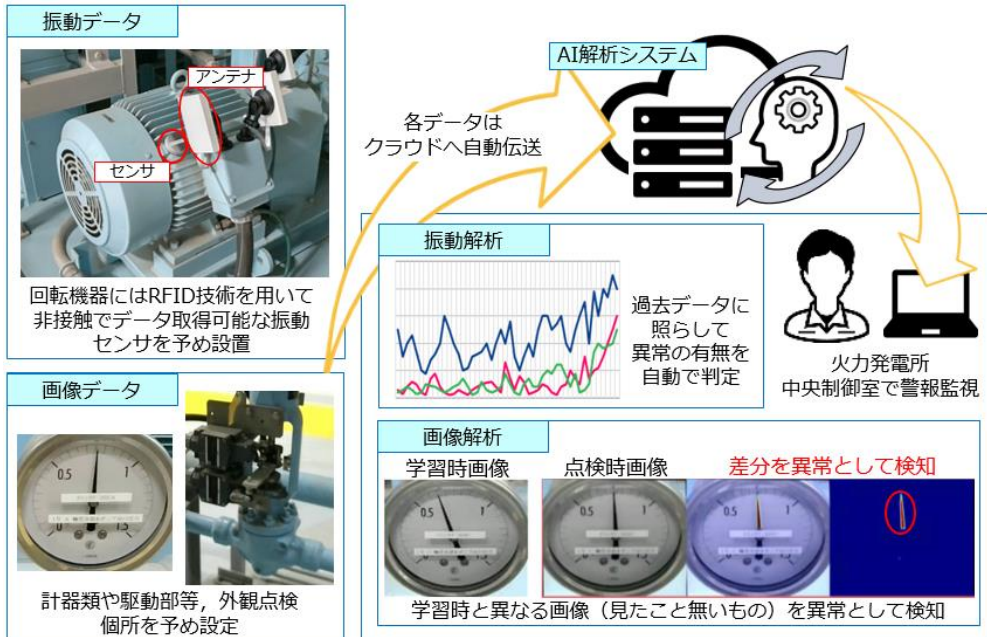 振動データ
アンテナ
センサ
回転機器にはRFID技術を用いて
非接触でデータ取得可能な振動
センサを予め設置
画像データ
0.5
1
0
1.5
計器類や駆動部等，外観点検
個所を予め設定
各データは
クラウドへ自動伝送
AI解析システム
振動解析
過去データに
照らして
異常の有無を
自動で判定
火力発電所
中央制御室で警報監視
画像解析
学習時画像
点検時画像
差分を異常として検知
0.5
1
0.5
1
0.5
1
学習時と異なる画像（見たこと無いもの）を異常として検知